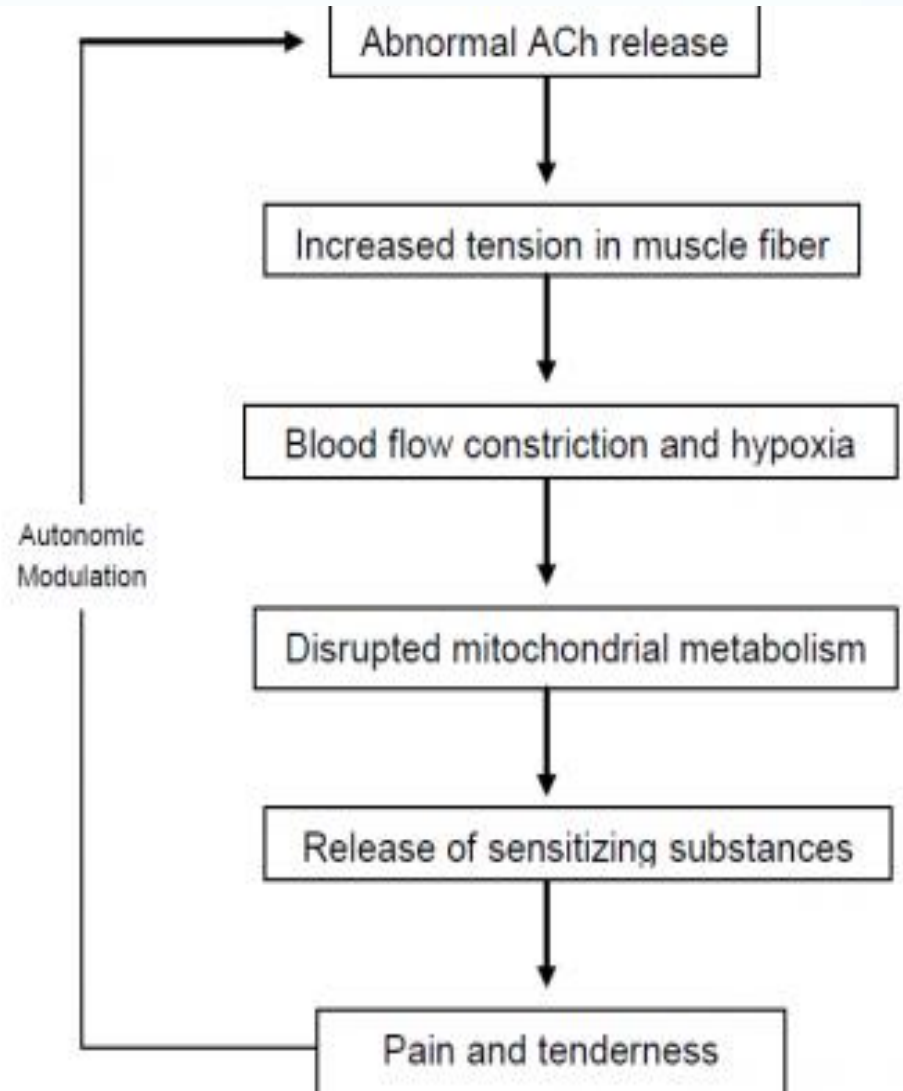 Abnormal ACh release
Increased tension in muscle fiber
Blood flow constriction and hypoxia
Autonomic
Modulation
Disrupted mitochondrial metabolism
Release of sensitizing substances
Pain and tenderness